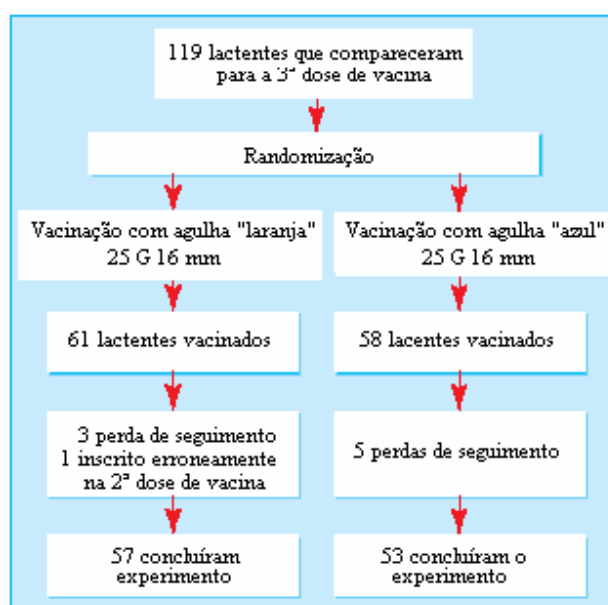 119 lactentes que compareceram
para a 3ª dose de vacina
Randomização
Vacinação com agulha "laranja"
25 G 16 mm
Vacinação com agulha "azul"
25 G 16 mm
61 lactentes vacinados
58 lacentes vacinados
3 perda de seguimento
1 inscrito erroneamente
na 2ª dose de vacina
5 perdas de seguimento
57 concluíram
experimento
53 concluíram o
experimento